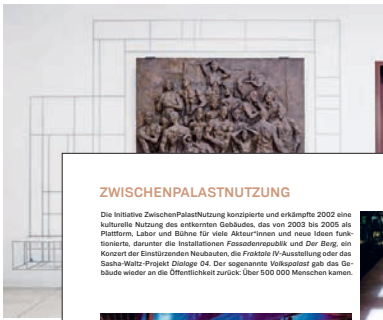 ZWISCHENPALASTNUTZUNG
Die Initiative ZwischenPalastNutzung konzipierte und erkämpfte 2002 eine
kulturelle Nutzung des entkernten Gebäudes, das von 2003 bis 2005 als
Plattform, Labor und Bühne für viele Akteur*innen und neue Ideen funk-
tionierte, darunter die Installationen Fassadenrepublik und Der Berg, ein
Konzert der Einstürzenden Neubauten, die Fraktale IV-Ausstellung oder das
Sasha-Waltz-Projekt Dialoge 04. Der sogenannte Volkspalast gab das Ge-
bäude wieder an die Öffentlichkeit zurück: Über 500 000 Menschen kamen.